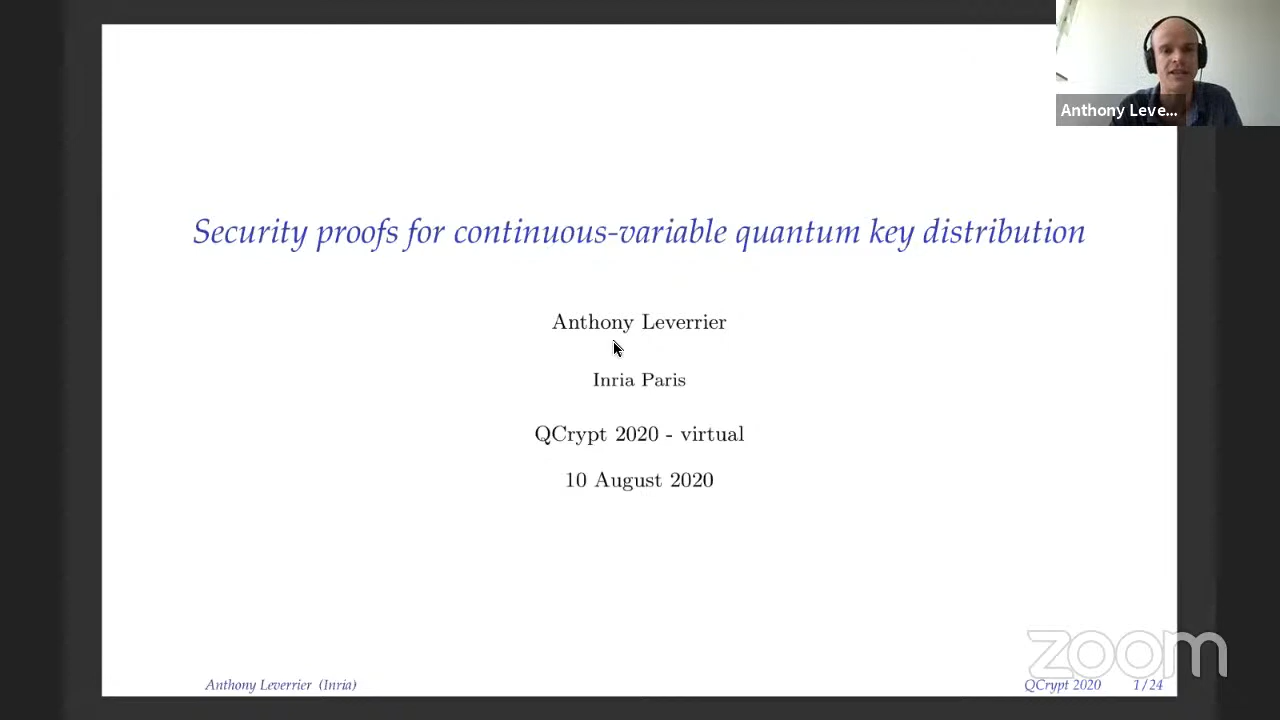 Anthony Leve...
Security proofs for continuous-variable quantum key distribution
Anthony Leverrier
Inria Paris
QCrypt 2020 - virtual
10 August 2020
zoom
Anthony Leverrier (Inria)
QCrypt 2020
1/24